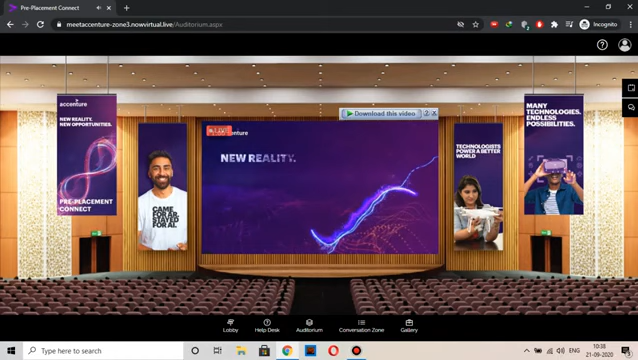 Pre-Placement Connect
meetaccenture-zone3.nowvirtual.live/Auditorium.aspx
Incognito
accenture
NEW REALITY.
NEW OPPORTUNITIES.
PRE-PLACEMENT
CONNECT
CAME
FOR AR.
STAYED
FOR AI.
Download this video
NEW REALITY.
TECHNOLOGISTS
POWER A BETTER
WORLD
MANY
TECHNOLOGIES.
ENDLESS
POSSIBILITIES.
Lobby
Help Desk
Auditorium
Conversation Zone
Gallery
Type here to search
ENG
10:38
21-09-2020